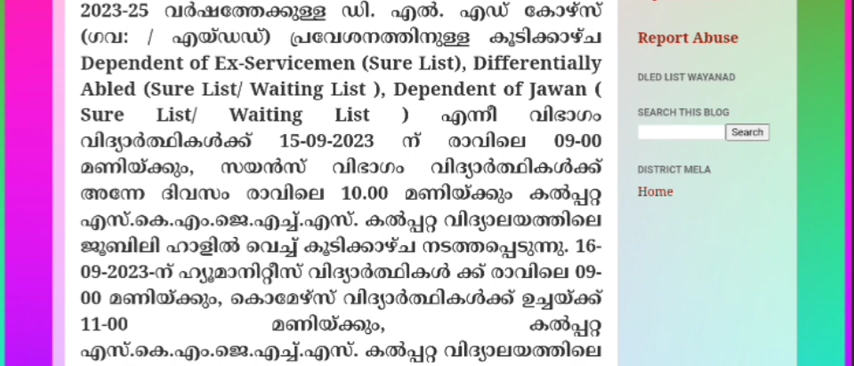 2023-25 വർഷത്തേക്കുള്ള ഡി. എൽ. എഡ് കോഴ്സ്
(ഗവ: / എയ്ഡഡ്) പ്രവേശനത്തിനുള്ള കൂടിക്കാഴ്ച
Dependent of Ex-Servicemen (Sure List), Differentially
Abled (Sure List/ Waiting List ), Dependent of Jawan (
Sure List/ Waiting List ) എന്നീ വിഭാഗം
വിദ്യാർത്ഥികൾക്ക് 15-09-2023 ന് രാവിലെ 09-00
മണിയ്ക്കും, സയൻസ് വിഭാഗം വിദ്യാർത്ഥികൾക്ക്
അന്നേ ദിവസം രാവിലെ 10.00 മണിയ്ക്കും കൽപ്പറ്റ
എസ്.കെ.എം.ജെ.എച്ച്.എസ്. കൽപ്പറ്റ വിദ്യാലയത്തിലെ
ജൂബിലി ഹാളിൽ വെച്ച് കൂടിക്കാഴ്ച നടത്തപ്പെടുന്നു. 16-
09-2023-ന് ഹ്യൂമാനിറ്റീസ് വിദ്യാർത്ഥികൾ ക്ക് രാവിലെ 09-
00 മണിയ്ക്കും, കൊമേഴ്സ് വിദ്യാർത്ഥികൾക്ക് ഉച്ചയ്ക്ക്
11-00 മണിയ്ക്കും, കൽപ്പറ്റ
എസ്.കെ.എം.ജെ.എച്ച്.എസ്. കൽപ്പറ്റ വിദ്യാലയത്തിലെ
Report Abuse
DLED LIST WAYANAD
SEARCH THIS BLOG
Search
DISTRICT MELA
Home